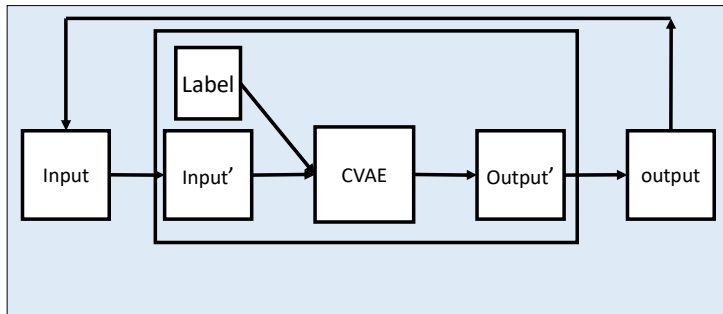 Label
Input
Input’
CVAE
Output’
output